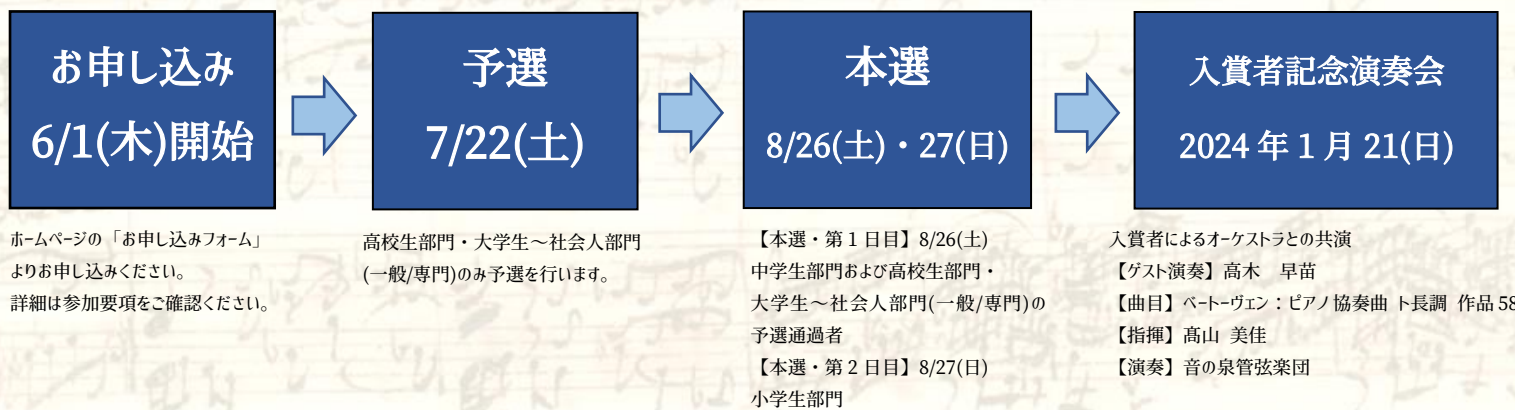 お申し込み
6/1(木)開始
予選
7/22(土)
本選
8/26(土)・27(日)
入賞者記念演奏会
2024 年 1 月 21(日)
ホームページの「お申し込みフォーム」
よりお申し込みください。
詳細は参加要項をご確認ください。
高校生部門・大学生～社会人部門
(一般/専門)のみ予選を行います。
【本選・第 1 日目】8/26(土)
中学生部門および高校生部門・
大学生～社会人部門(一般/専門)の
予選通過者
【本選・第 2 日目】8/27(日)
小学生部門
入賞者によるオーケストラとの共演
【ゲスト演奏】高木　早苗
【曲目】ベートーヴェン：ピアノ協奏曲 ト長調 作品 58
【指揮】髙山 美佳
【演奏】音の泉管弦楽団